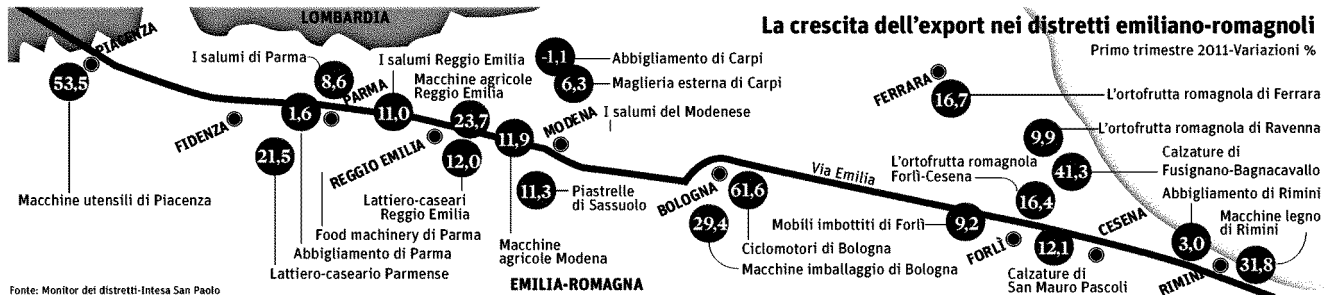 La crescita dell'export nei distretti emiliano-romagnoli
Primo trimestre 2011-Variazioni %
LOMBARDIA
PIACENZA
53,5
Macchine utensili di Piacenza
FIDENZA
I salumi di Parma
8,6
PARMA
1,6
21,5
Lattiero-caseario Parmense
Abbigliamento di Parma
Food machinery di Parma
I salumi Reggio Emilia
11,0
Macchine agricole
Reggio Emilia
23,7
REGGIO EMILIA
12,0
Lattiero-caseari
Reggio Emilia
11,9
Macchine
agricole Modena
MODENA
-1,1
Abbigliamento di Carpi
6,3
Maglieria esterna di Carpi
I salumi del Modenese
11,3
Piastrelle
di Sassuolo
EMILIA-ROMAGNA
BOLOGNA
61,6
Ciclomotori di Bologna
29,4
Macchine imballaggio di Bologna
Via Emilia
FERRARA
16,7
L'ortofrutta romagnola di Ferrara
9,9
L'ortofrutta romagnola di Ravenna
41,3
Calzature di
Fusignano-Bagnacavallo
L'ortofrutta romagnola
Forlì-Cesena
16,4
Mobili imbottiti di Forlì
9,2
FORLÌ
12,1
Calzature di
San Mauro Pascoli
CESENA
Abbigliamento di Rimini
3,0
Macchine legno
di Rimini
31,8
RIMINI
Fonte: Monitor dei distretti-Intesa San Paolo